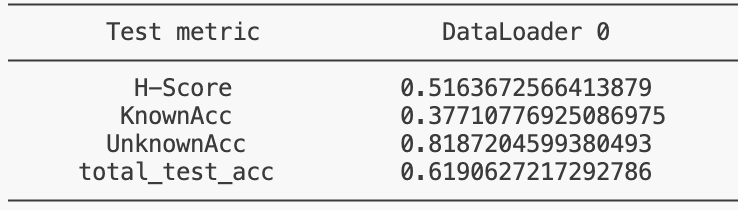 Test metric DataLoader 0
H-Score 0.5163672566413879
KnownAcc 0.37710776925086975
UnknownAcc 0.8187204599380493
total_test_acc 0.6190627217292786